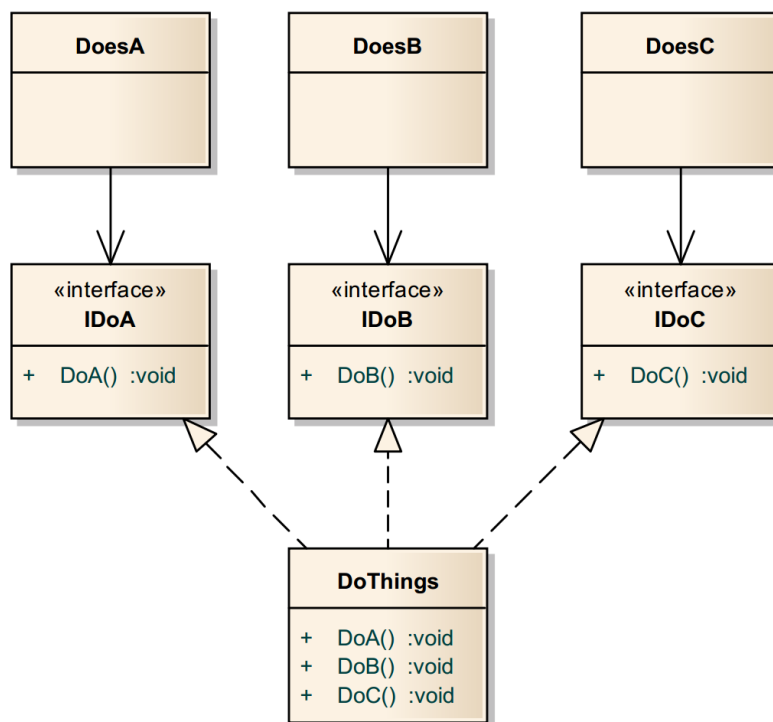 DoesA
DoesB
DoesC
«interface»
IDoA
+ DoA() :void
«interface»
IDoB
+ DoB() :void
«interface»
IDoC
+ DoC() :void
DoThings
+ DoA() :void
+ DoB() :void
+ DoC() :void